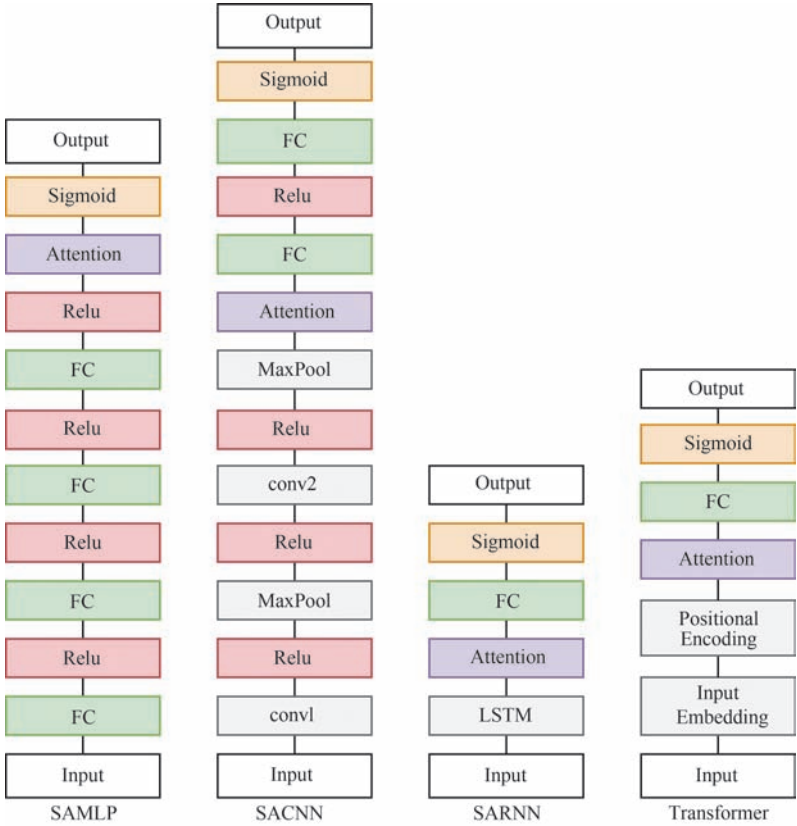 Output
Sigmoid
Attention
Relu
FC
Relu
FC
Relu
FC
Relu
FC
Input
SAMLP
Output
Sigmoid
FC
Relu
FC
Attention
MaxPool
Relu
conv2
Relu
MaxPool
Relu
convl
Input
SACNN
Output
Sigmoid
FC
Attention
LSTM
Input
SARNN
Output
Sigmoid
FC
Attention
Positional
Encoding
Input
Embedding
Input
Transformer